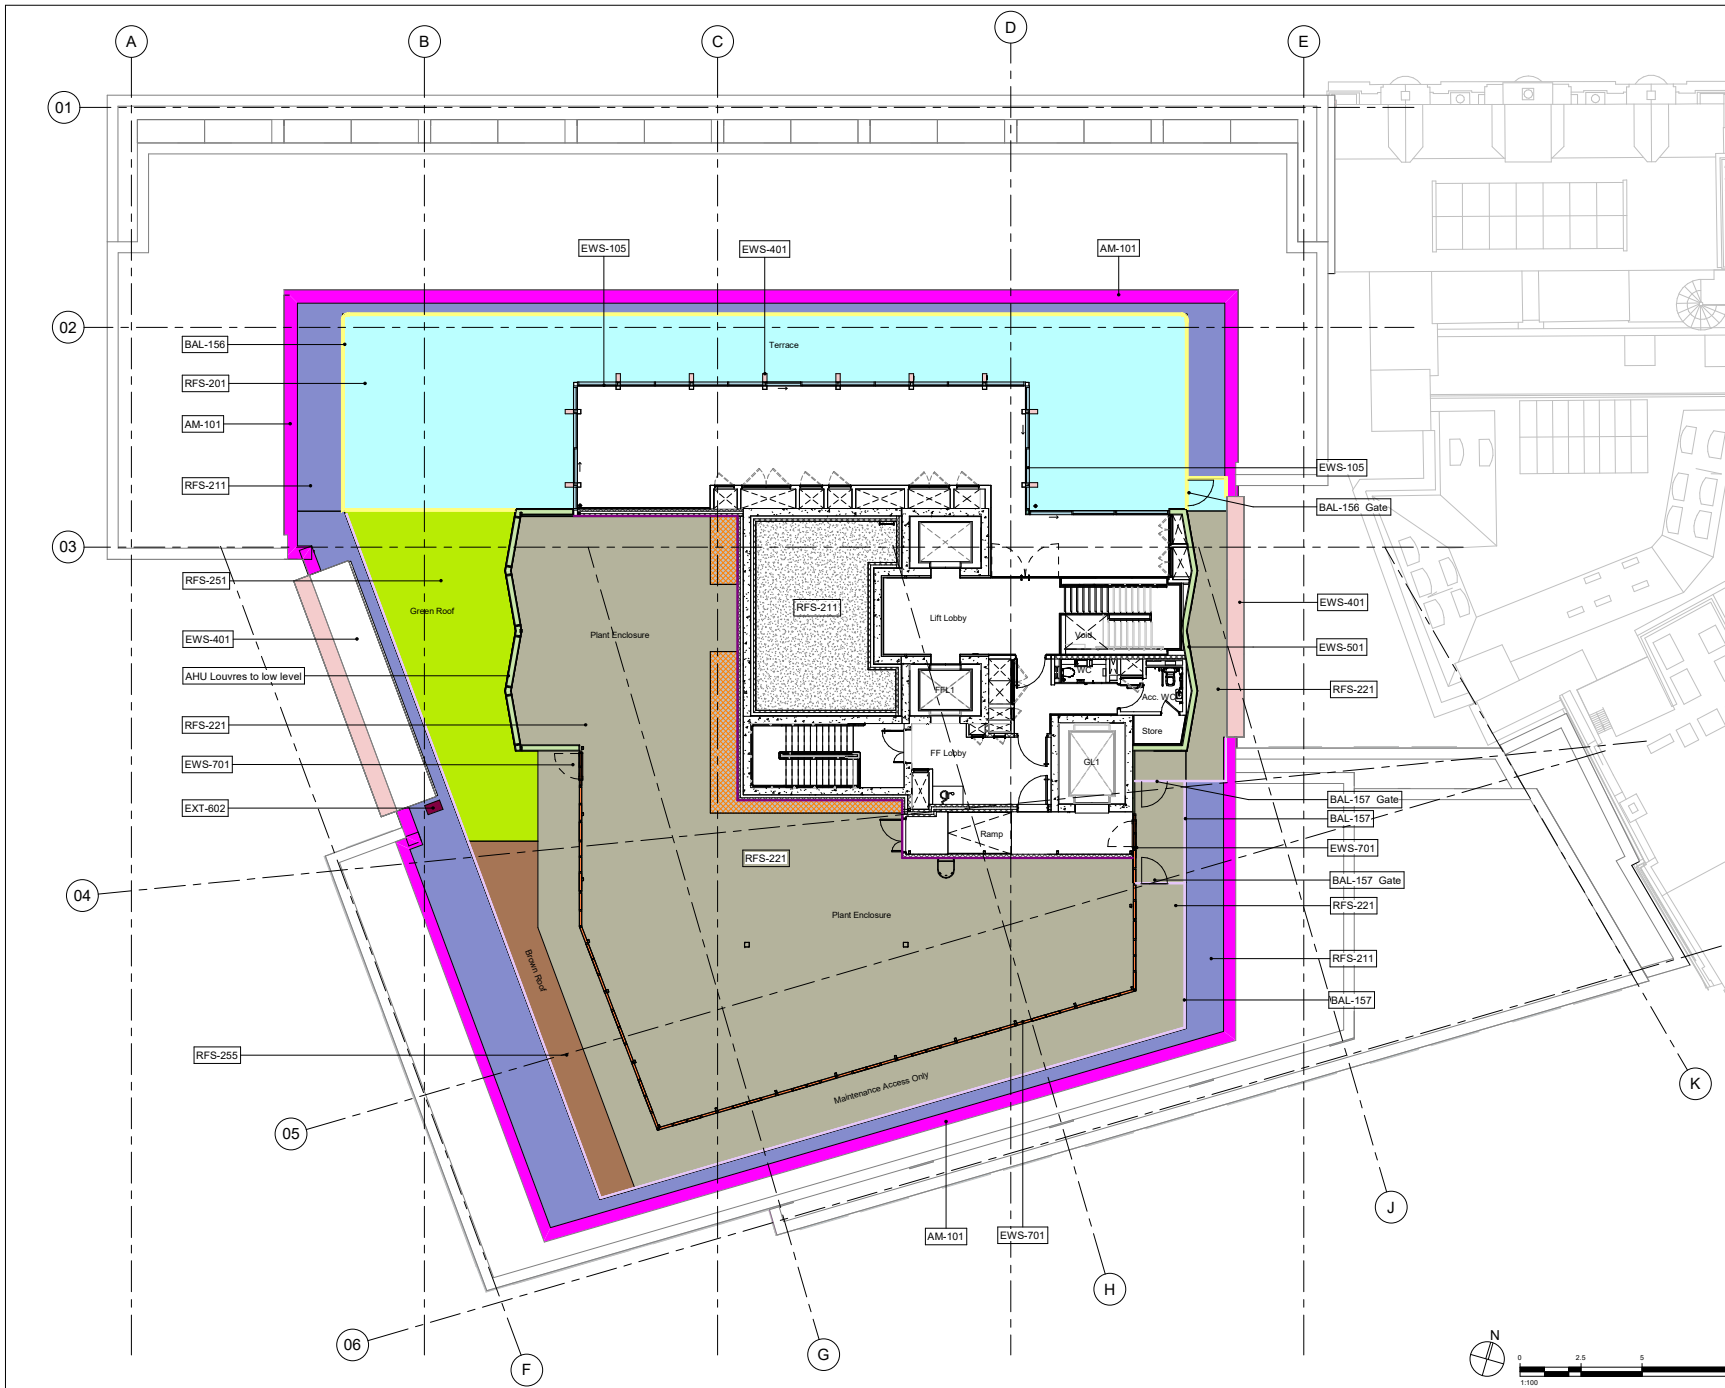 A
B
C
D
E
01
EWS-105
EWS-401
AM-101
02
BAL-156
Terrace
RFS-201
AM-101
EWS-105
RFS-211
BAL-156 Gate
03
RFS-251
Green Roof
RFS-211
EWS-401
Lift Lobby
EWS-401
Plant Enclosure
Void
EWS-501
WC
AHU Louvres to low level
FFL1
Acc. WC
RFS-221
RFS-221
Store
FF Lobby
EWS-701
GL1
BAL-157 Gate
EXT-602
BAL-157
Ramp
EWS-701
RFS-221
BAL-157 Gate
04
RFS-221
Plant Enclosure
Brown Roof
RFS-211
BAL-157
RFS-255
Maintenance Access Only
K
05
J
AM-101
EWS-701
H
06
G
F
N
0 2.5 5
1:100